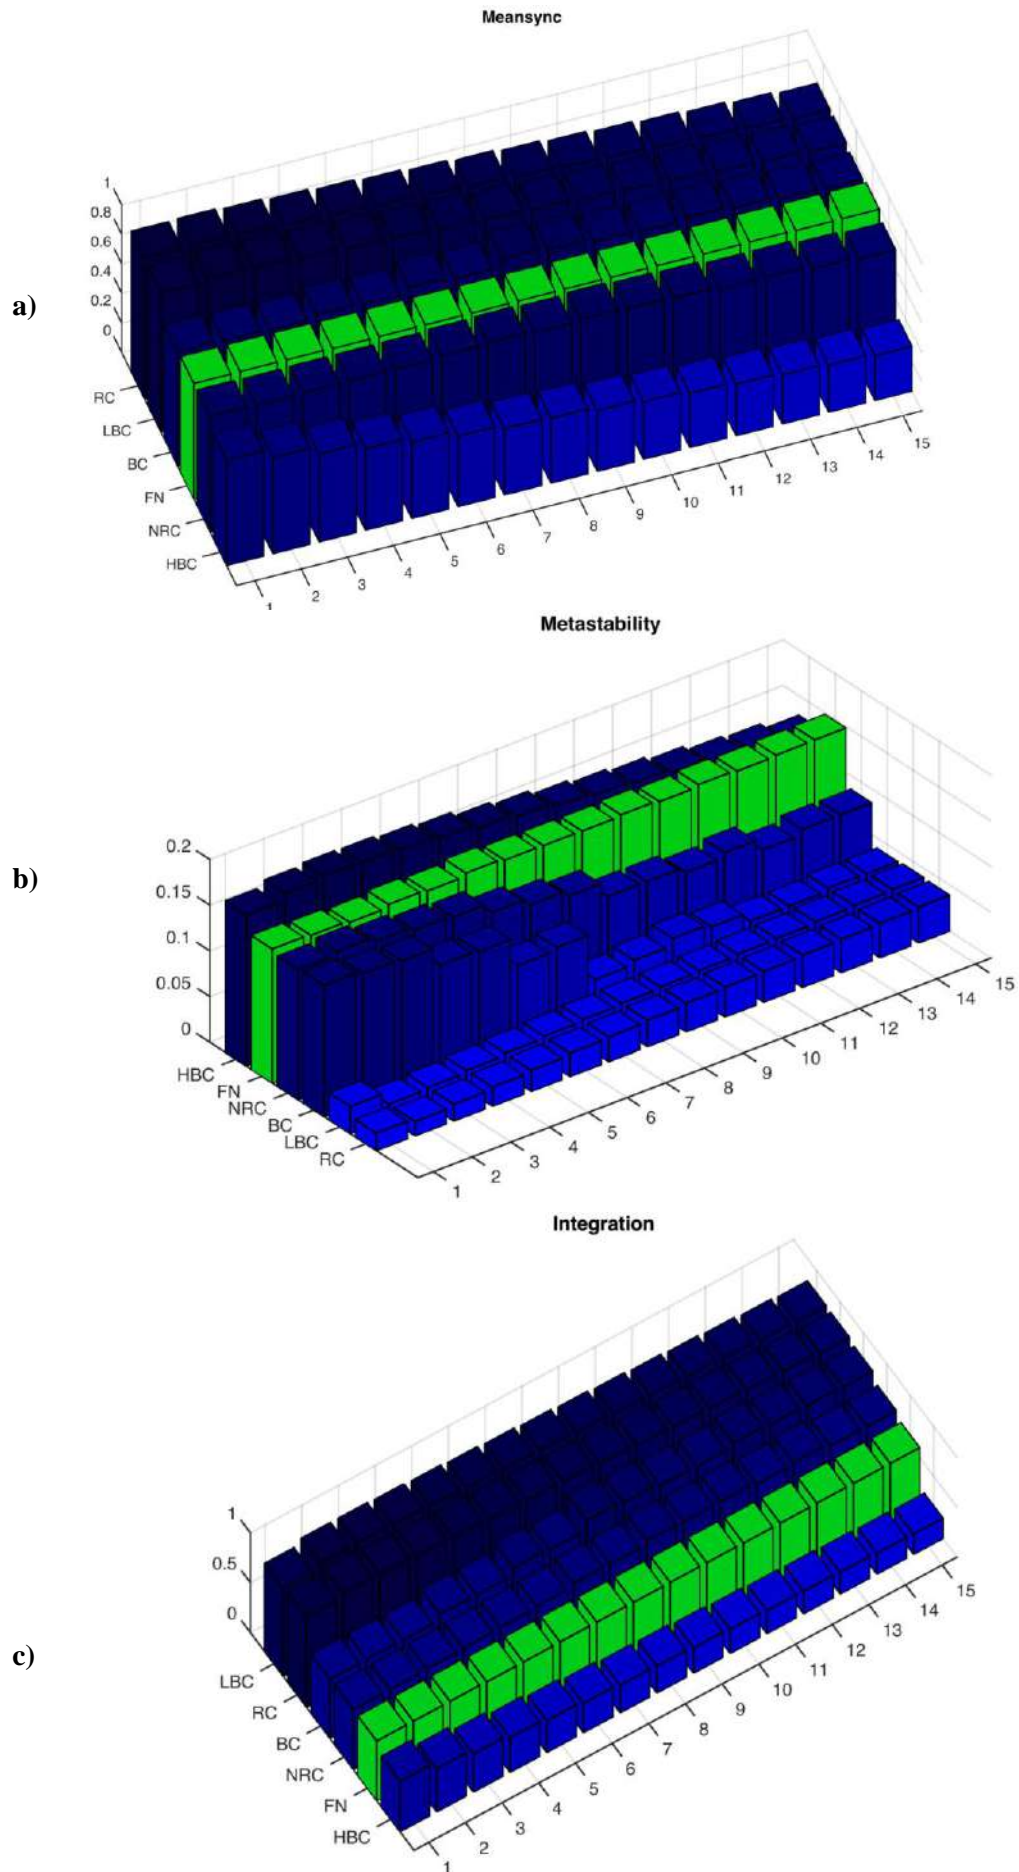 Meansync
a)
1
0.8
0.6
0.4
0.2
0
RC
LBC
BC
FN
NRC
HBC
1
2
3
4
5
6
7
8
9
10
11
12
13
14
15
Metastability
b)
0.2
0.15
0.1
0.05
0
HBC
FN
NRC
BC
LBC
RC
1
2
3
4
5
6
7
8
9
10
11
12
13
14
15
Integration
c)
1
0.5
0
LBC
RC
BC
NRC
FN
HBC
1
2
3
4
5
6
7
8
9
10
11
12
13
14
15